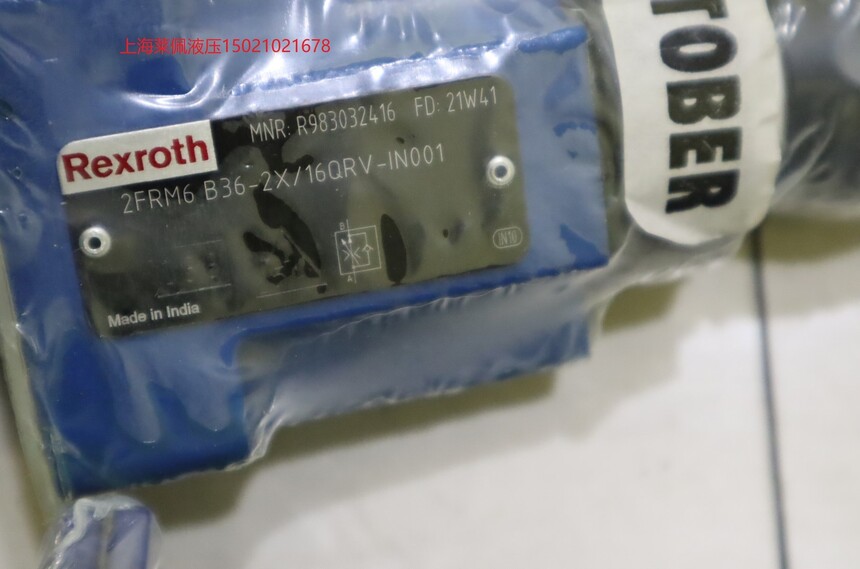 上海莱佩液压15021021678
MNR: R983032416 FD: 21W41
Rexroth
2FRM6 B36-2X/16QRV-IN001
B
A
IN10
Made in India
TOBER